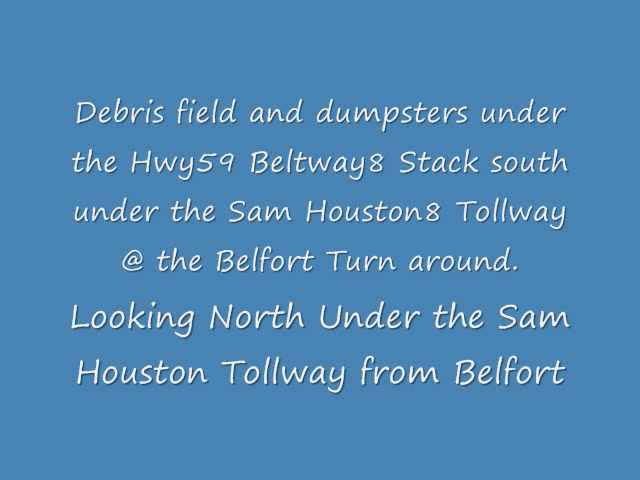 Debris field and dumpsters under
the Hwy59 Beltway8 Stack south
under the Sam Houston8 Tollway
@ the Belfort Turn around.
Looking North Under the Sam
Houston Tollway from Belfort